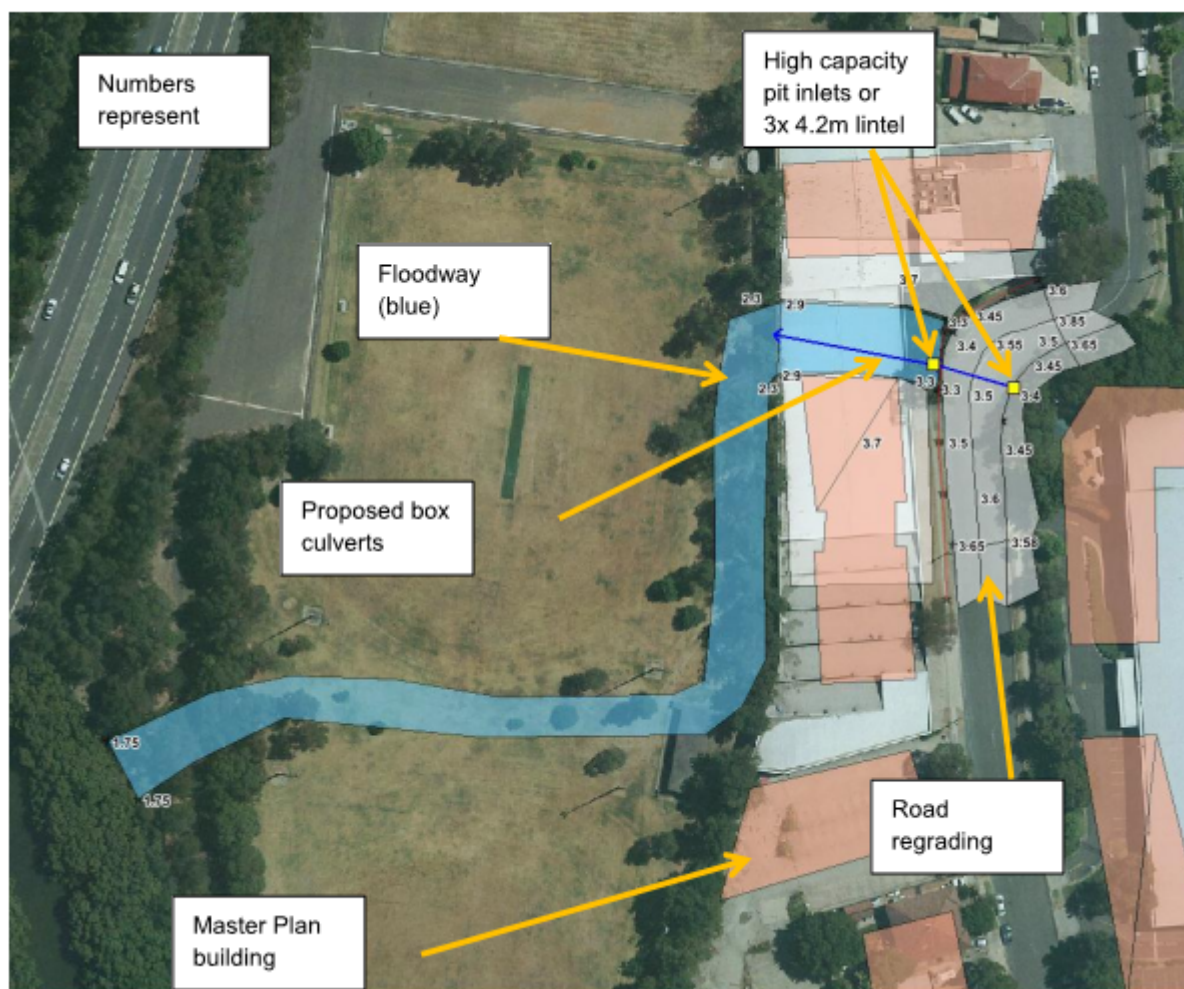 Numbers
represent
High capacity
pit inlets or
3x 4.2m lintel
Floodway
(blue)
Proposed box
culverts
Road
regrading
Master Plan
building
3.7
2.3
2.9
3.6
3.3
3.45
3.85
3.4
3.55
3.5
3.65
3.45
2.3
2.9
3.3
3.3
3.5
3.4
3.7
3.5
3.45
3.6
3.65
3.58
1.75
1.75